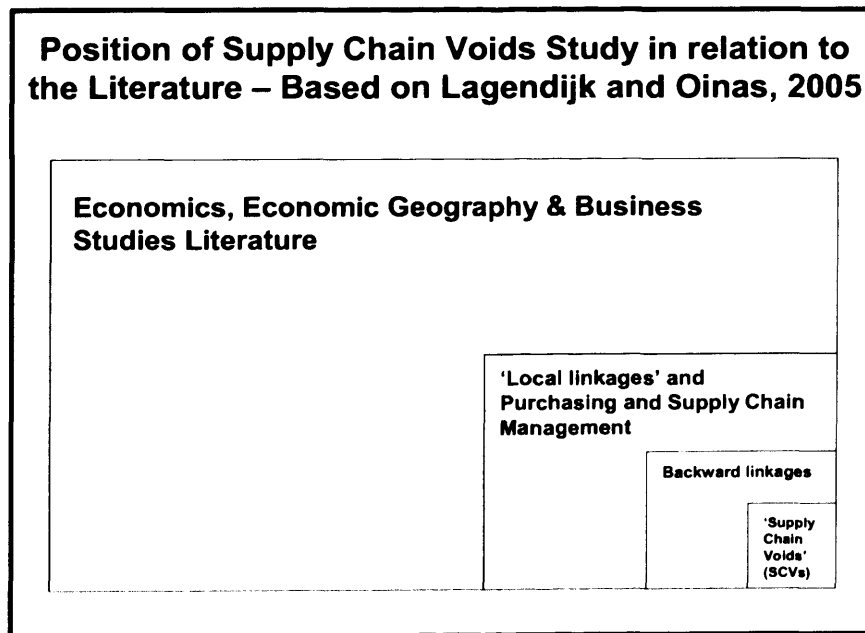 Position of Supply Chain Voids Study in relation to
the Literature – Based on Lagendijk and Oinas, 2005
Economics, Economic Geography & Business
Studies Literature
'Local linkages' and
Purchasing and Supply Chain
Management
Backward linkages
'Supply
Chain
Voids'
(SCVs)